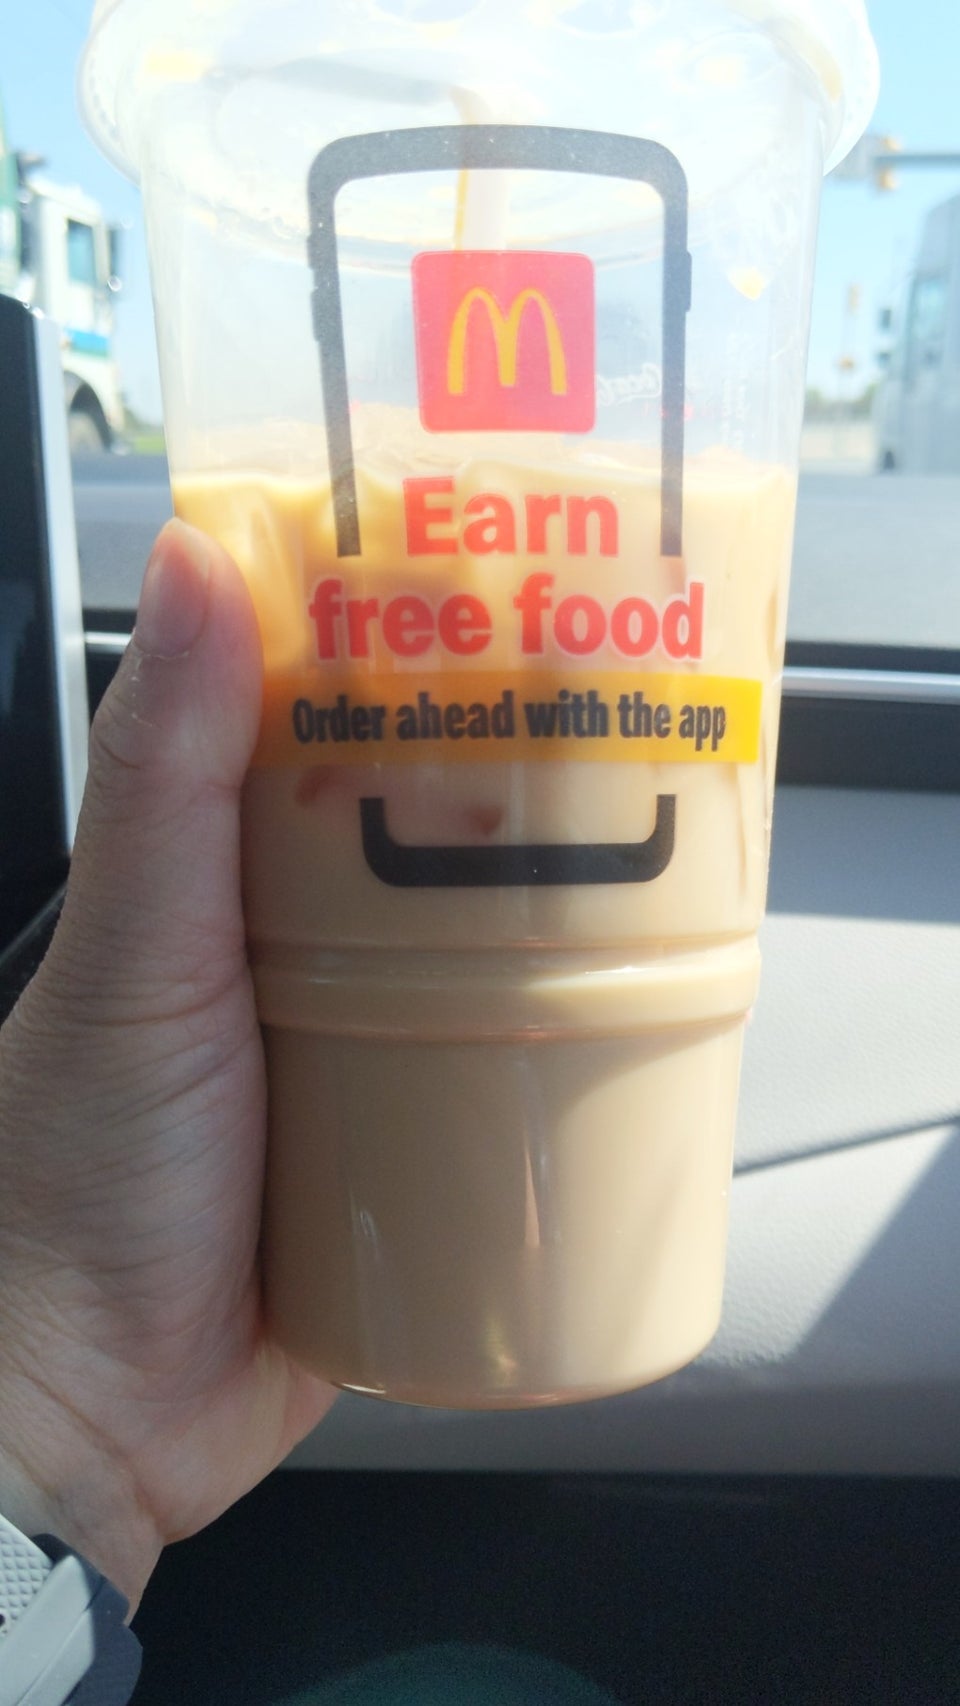 Earn
free food
Order ahead with the app